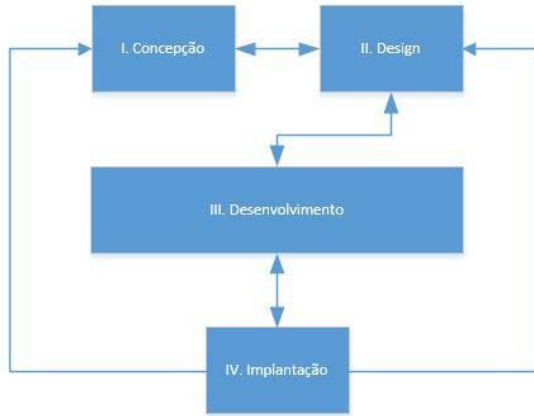 I. Concepção
II. Design
III. Desenvolvimento
IV. Implantação